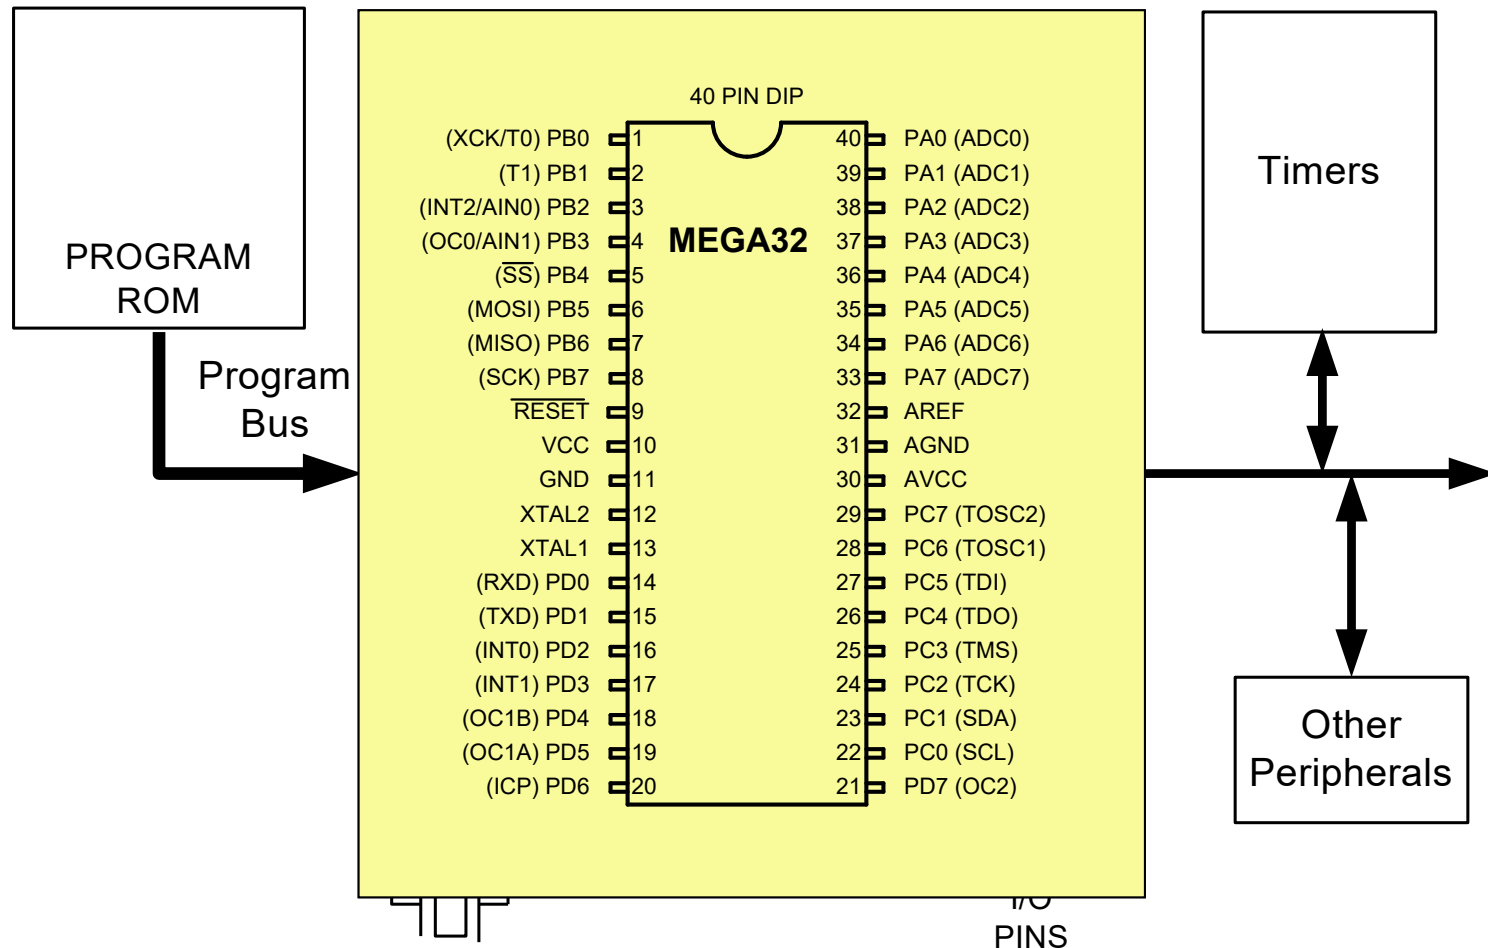 PROGRAM
ROM
Program
Bus
40 PIN DIP
MEGA32
(XCK/T0) PB0 1
(T1) PB1 2
(INT2/AIN0) PB2 3
(OC0/AIN1) PB3 4
(S̅S̅) PB4 5
(MOSI) PB5 6
(MISO) PB6 7
(SCK) PB7 8
R̅E̅S̅E̅T̅ 9
VCC 10
GND 11
XTAL2 12
XTAL1 13
(RXD) PD0 14
(TXD) PD1 15
(INT0) PD2 16
(INT1) PD3 17
(OC1B) PD4 18
(OC1A) PD5 19
(ICP) PD6 20
40 PA0 (ADC0)
39 PA1 (ADC1)
38 PA2 (ADC2)
37 PA3 (ADC3)
36 PA4 (ADC4)
35 PA5 (ADC5)
34 PA6 (ADC6)
33 PA7 (ADC7)
32 AREF
31 AGND
30 AVCC
29 PC7 (TOSC2)
28 PC6 (TOSC1)
27 PC5 (TDI)
26 PC4 (TDO)
25 PC3 (TMS)
24 PC2 (TCK)
23 PC1 (SDA)
22 PC0 (SCL)
21 PD7 (OC2)
Timers
Other
Peripherals
I/O
PINS